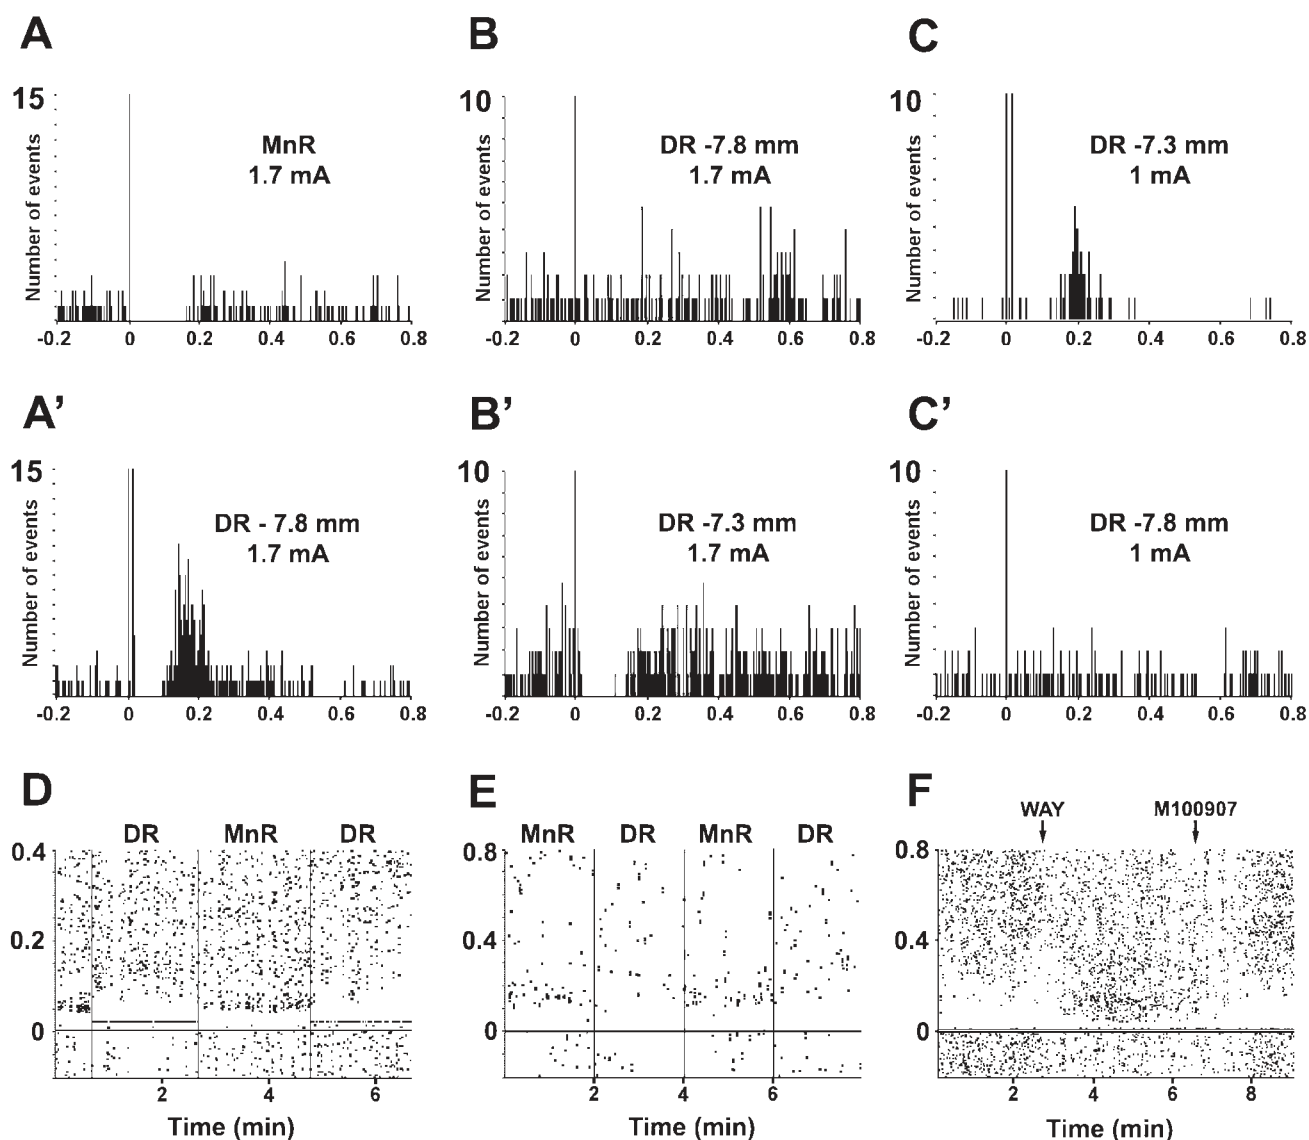 A B C
15 10 10
MnR DR -7.8 mm DR -7.3 mm
1.7 mA 1.7 mA 1 mA
Number of events Number of events Number of events
-0.2 0 0.2 0.4 0.6 0.8 -0.2 0 0.2 0.4 0.6 0.8 -0.2 0 0.2 0.4 0.6 0.8
A’ B’ C’
15 10 10
DR - 7.8 mm DR -7.3 mm DR -7.8 mm
1.7 mA 1.7 mA 1 mA
Number of events Number of events Number of events
-0.2 0 0.2 0.4 0.6 0.8 -0.2 0 0.2 0.4 0.6 0.8 -0.2 0 0.2 0.4 0.6 0.8
D E F
WAY M100907
DR MnR DR MnR DR MnR DR
0.4 0.8 0.8
0.2 0.4 0.4
0 0 0
2 4 6 2 4 6 2 4 6 8
Time (min) Time (min) Time (min)